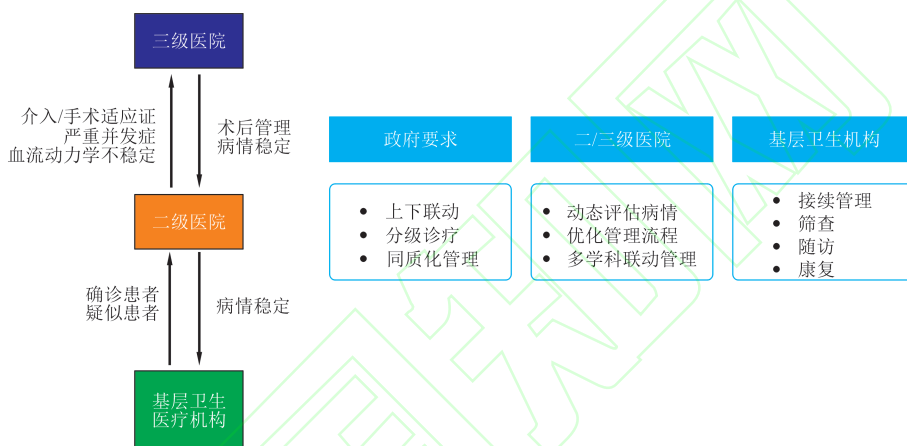 三级医院
介入/手术适应证
严重并发症
血流动力学不稳定
术后管理
病情稳定
二级医院
确诊患者
疑似患者
病情稳定
基层卫生
医疗机构
政府要求
• 上下联动
• 分级诊疗
• 同质化管理
二/三级医院
• 动态评估病情
• 优化管理流程
• 多学科联动管理
基层卫生机构
• 接续管理
• 筛查
• 随访
• 康复